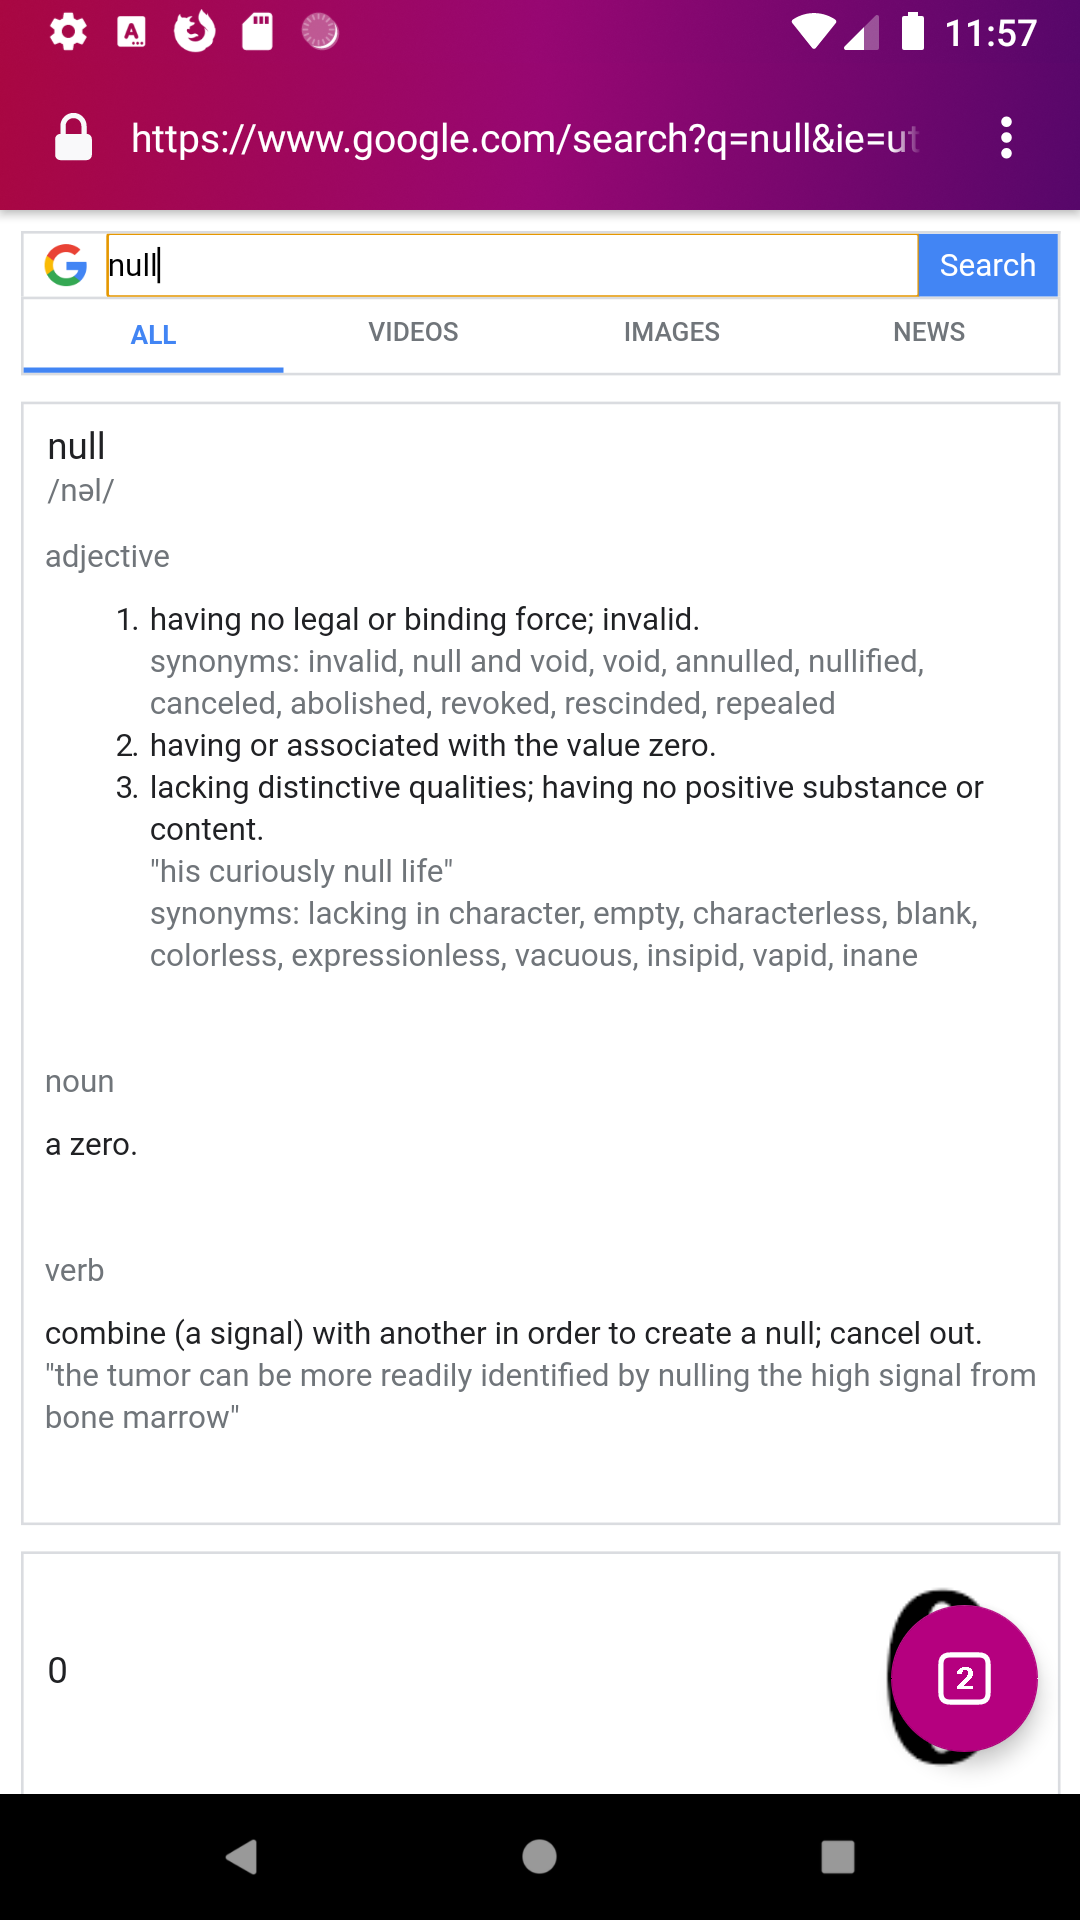 11:57
https://www.google.com/search?q=null&ie=ut
null
Search
ALL VIDEOS IMAGES NEWS
null
/nəl/
adjective
1. having no legal or binding force; invalid.
synonyms: invalid, null and void, void, annulled, nullified,
canceled, abolished, revoked, rescinded, repealed
2. having or associated with the value zero.
3. lacking distinctive qualities; having no positive substance or
content.
"his curiously null life"
synonyms: lacking in character, empty, characterless, blank,
colorless, expressionless, vacuous, insipid, vapid, inane
noun
a zero.
verb
combine (a signal) with another in order to create a null; cancel out.
"the tumor can be more readily identified by nulling the high signal from
bone marrow"
0
2